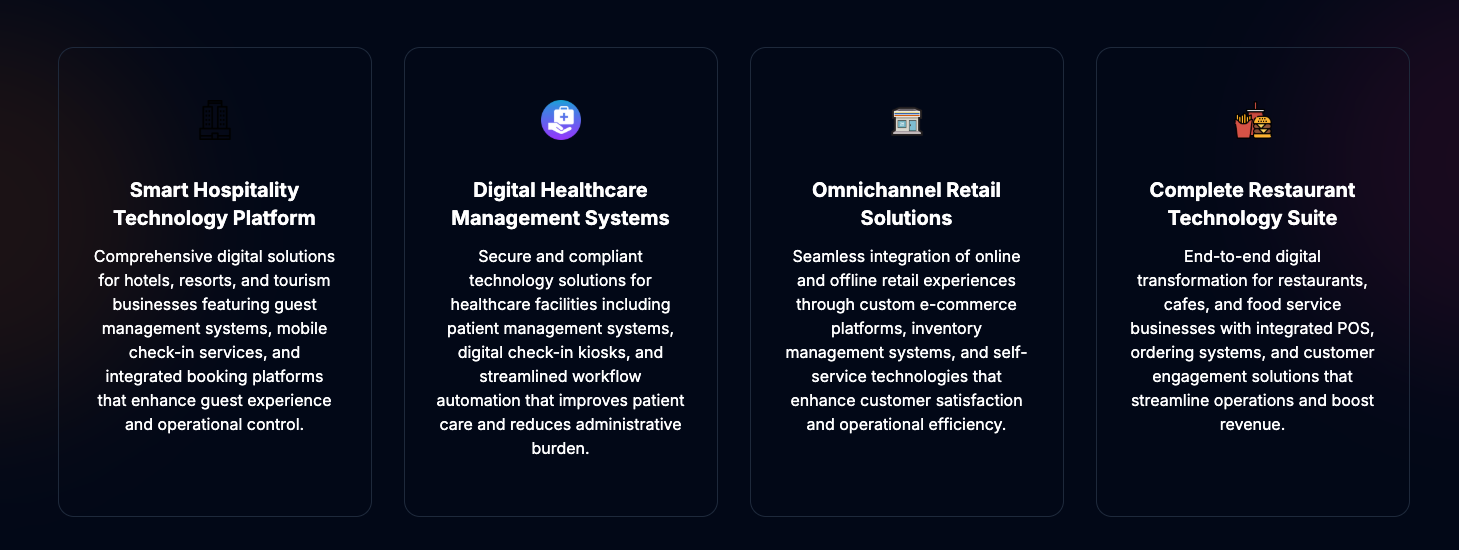 Smart Hospitality
Technology Platform
Comprehensive digital solutions
for hotels, resorts, and tourism
businesses featuring guest
management systems, mobile
check-in services, and
integrated booking platforms
that enhance guest experience
and operational control.
Digital Healthcare
Management Systems
Secure and compliant
technology solutions for
healthcare facilities including
patient management systems,
digital check-in kiosks, and
streamlined workflow
automation that improves patient
care and reduces administrative
burden.
Omnichannel Retail
Solutions
Seamless integration of online
and offline retail experiences
through custom e-commerce
platforms, inventory
management systems, and self-
service technologies that
enhance customer satisfaction
and operational efficiency.
Complete Restaurant
Technology Suite
End-to-end digital
transformation for restaurants,
cafes, and food service
businesses with integrated POS,
ordering systems, and customer
engagement solutions that
streamline operations and boost
revenue.